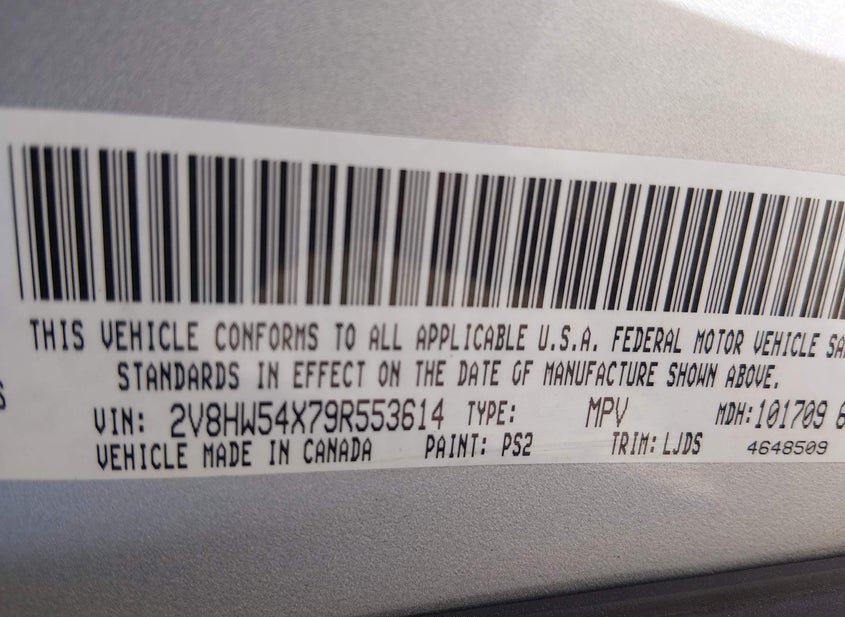 THIS VEHICLE CONFORMS TO ALL APPLICABLE U.S.A. FEDERAL MOTOR VEHICLE
STANDARDS IN EFFECT ON THE DATE OF MANUFACTURE SHOWN ABOVE.
VIN: 2V8HW54X79R553614 TYPE: MPV MDH: 101709
VEHICLE MADE IN CANADA PAINT: PS2 TRIM: LJDS 4648509